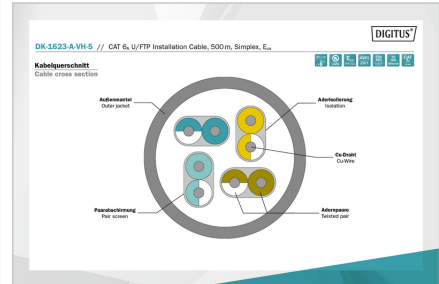 DIGITUS®
DK-1623-A-VH-5 // CAT 6A U/FTP Installation Cable, 500 m, Simplex, Eca
Kabelquerschnitt
Cable cross section
Außenmantel
Outer jacket
Aderisolierung
Isolation
Cu-Draht
Cu-Wire
Paarabschirmung
Pair screen
Adernpaare
Twisted pair